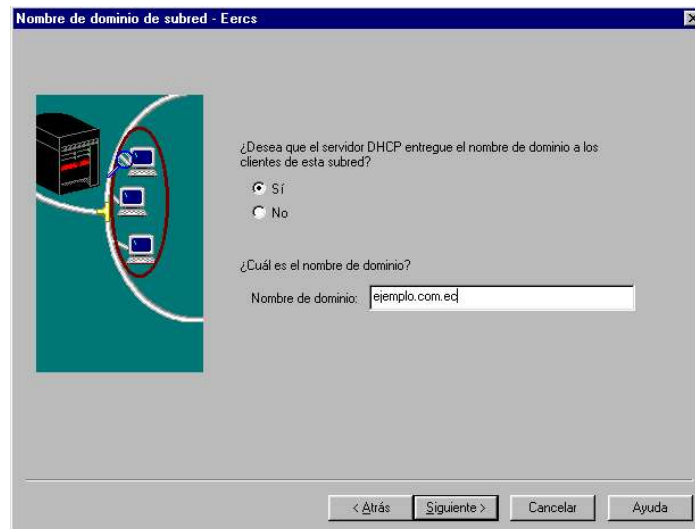 Nombre de dominio de subred - Eercs
¿Desea que el servidor DHCP entregue el nombre de dominio a los
clientes de esta subred?
Sí
No
¿Cuál es el nombre de dominio?
Nombre de dominio: ejemplo.com.ec
< Atrás
Siguiente >
Cancelar
Ayuda